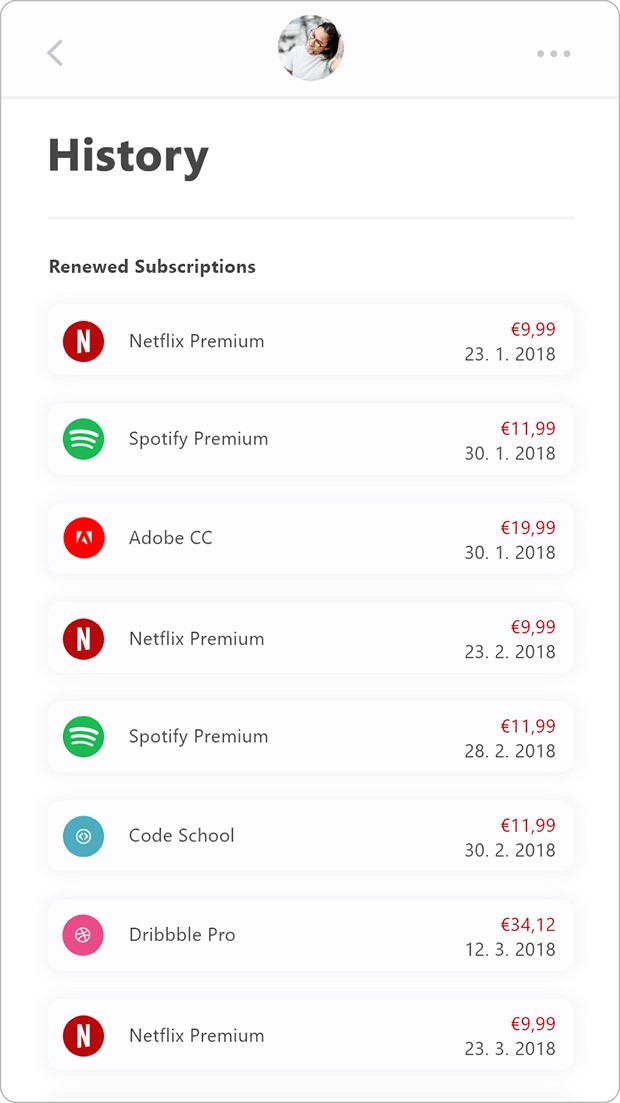 History
Renewed Subscriptions
N
Netflix Premium
€9,99
23. 1. 2018
Spotify Premium
€11,99
30. 1. 2018
Adobe CC
€19,99
30. 1. 2018
N
Netflix Premium
€9,99
23. 2. 2018
Spotify Premium
€11,99
28. 2. 2018
Code School
€11,99
30. 2. 2018
Dribbble Pro
€34,12
12. 3. 2018
N
Netflix Premium
€9,99
23. 3. 2018